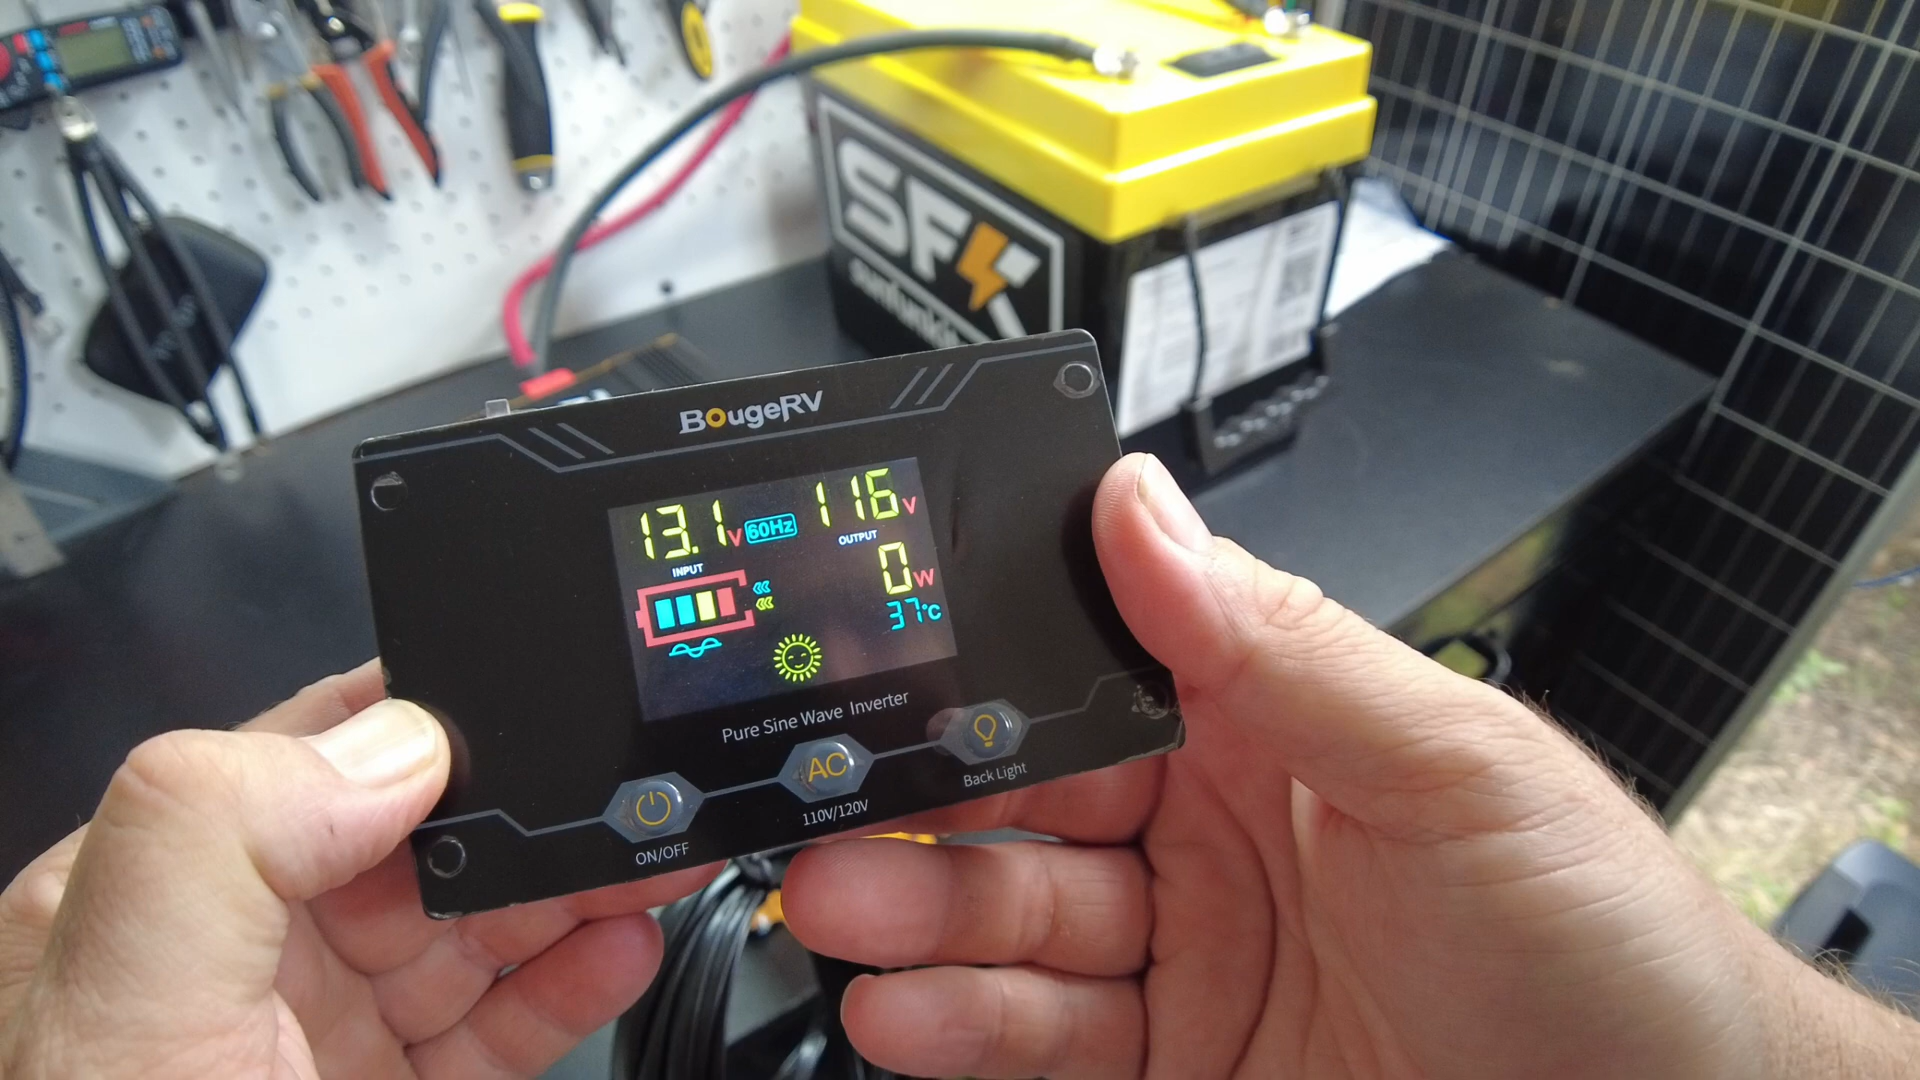 SFK
BougeRV
13.1V
60Hz
116V
INPUT
OUTPUT
0W
37°C
Pure Sine Wave Inverter
ON/OFF
AC
110V/120V
Back Light